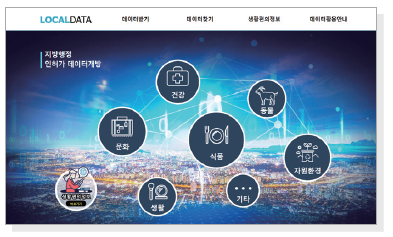 LOCALDATA
데이터받기
데이터찾기
생활편의정보
데이터활용안내
지방행정
인허가 데이터개방
건강
동물
문화
식품
자원환경
생활
기타